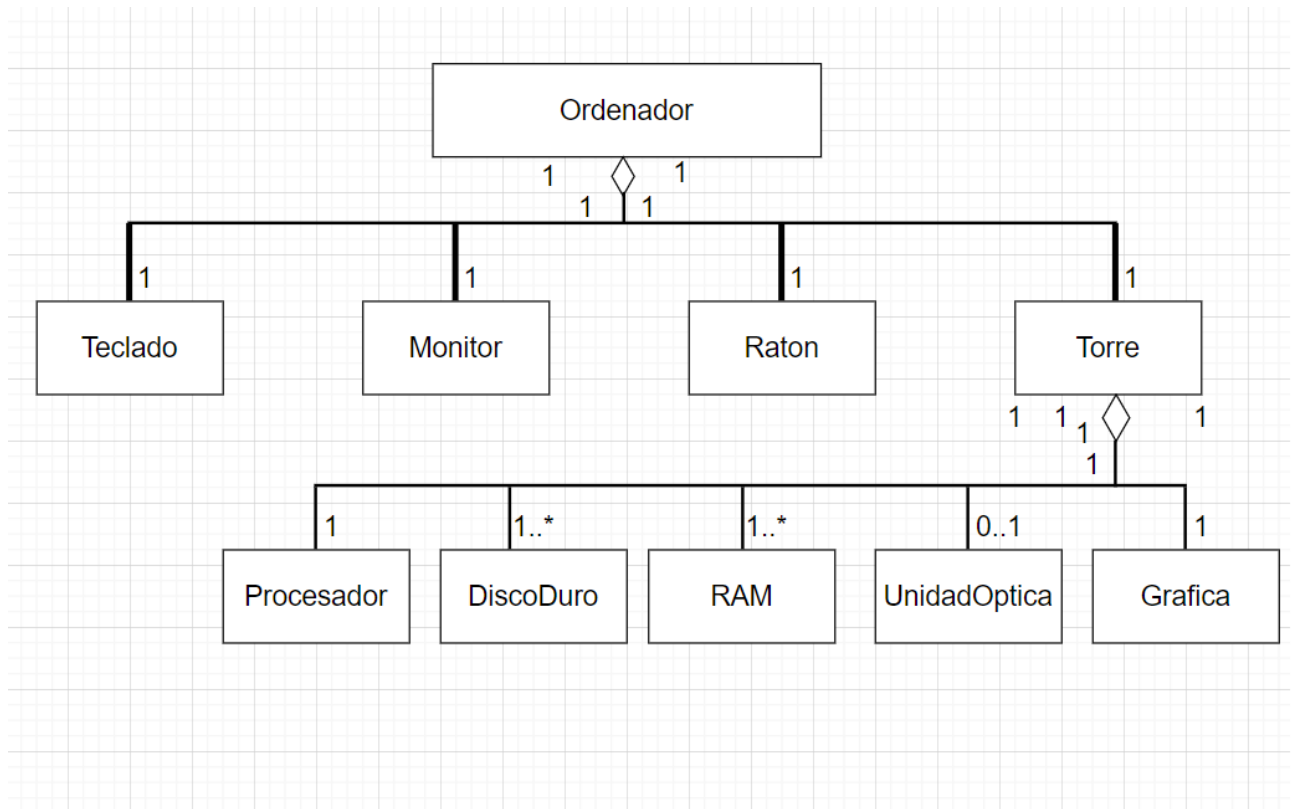 Ordenador
1 1
1 1
1 1 1 1
Teclado Monitor Raton Torre
1 1 1 1
1
1 1..* 1..* 0..1 1
Procesador DiscoDuro RAM UnidadOptica Grafica